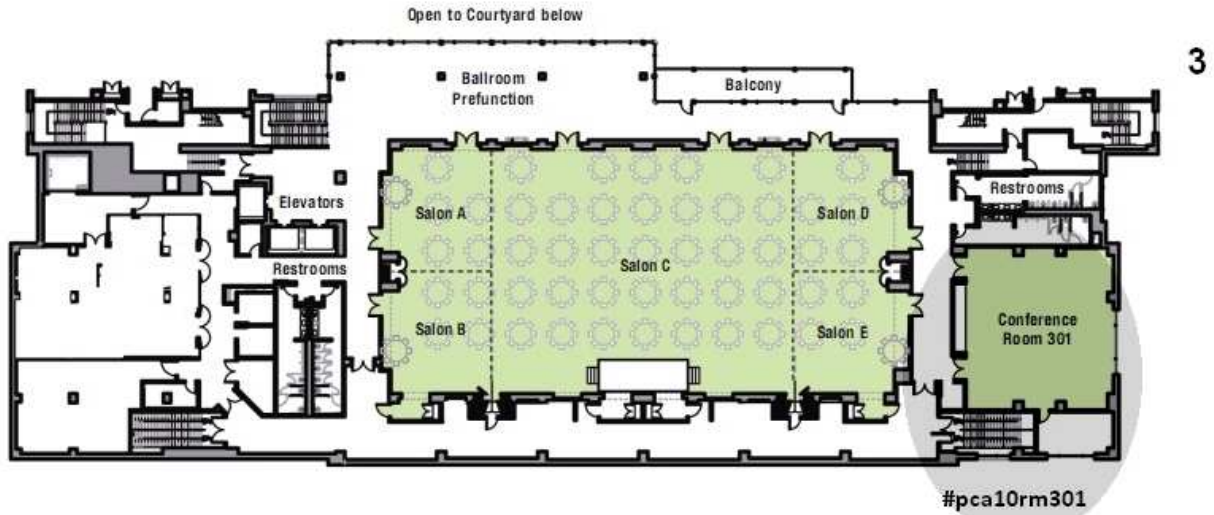 Open to Courtyard below
3
Ballroom
Prefunction
Balcony
Elevators
Restrooms
Salon A
Salon D
Restrooms
Salon C
Salon B
Salon E
Conference
Room 301
#pca10rm301